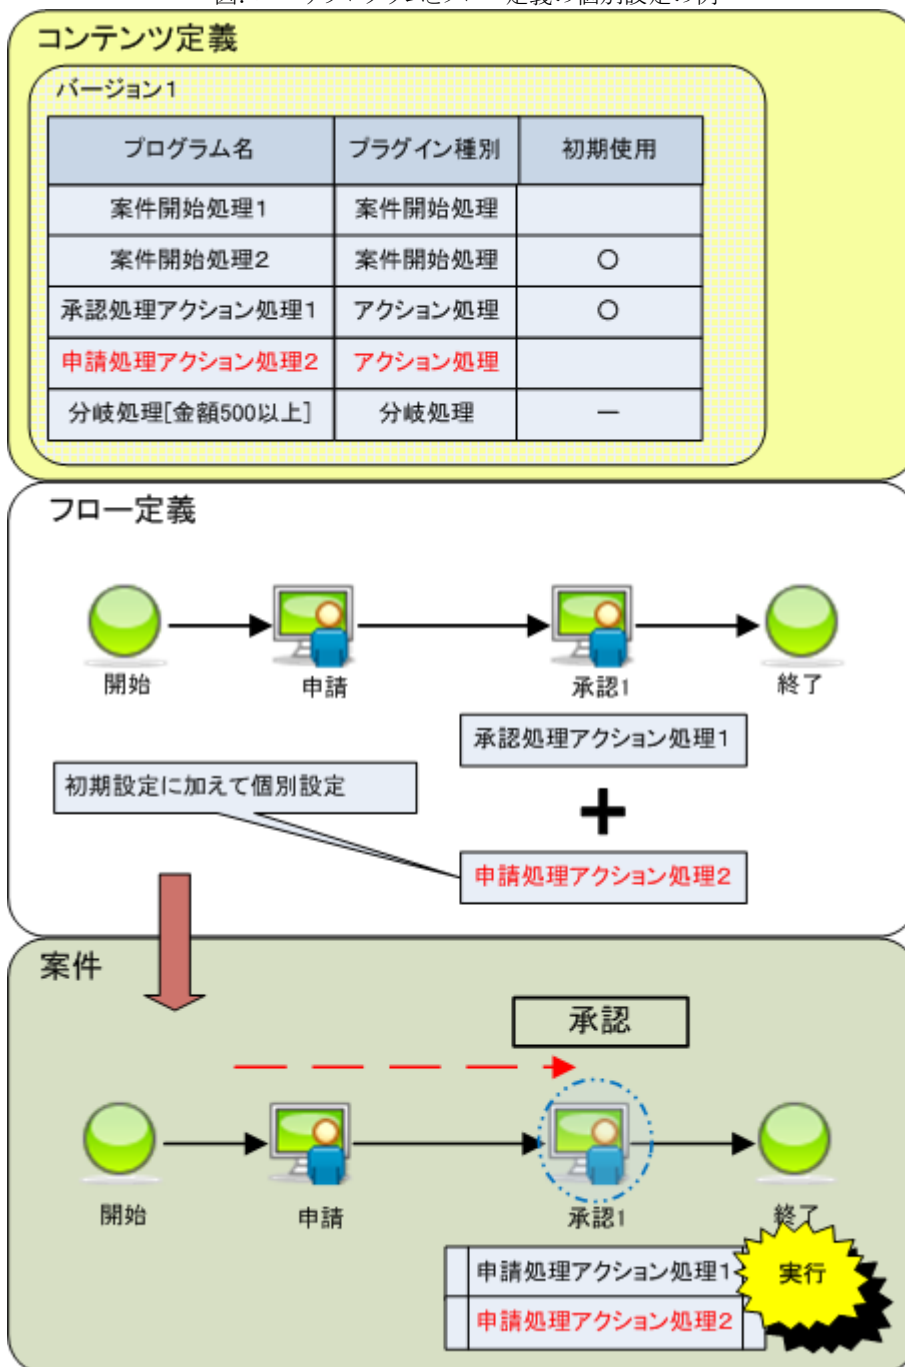 コンテンツ定義
バージョン1
プログラム名 プラグイン種別 初期使用
案件開始処理1 案件開始処理
案件開始処理2 案件開始処理 ○
承認処理アクション処理1 アクション処理 ○
申請処理アクション処理2 アクション処理
分岐処理[金額500以上] 分岐処理 ー
フロー定義
開始 申請 承認1 終了
承認処理アクション処理1
初期設定に加えて個別設定
+
申請処理アクション処理2
案件
承認
開始 申請 承認1 終了
申請処理アクション処理1 実行
申請処理アクション処理2